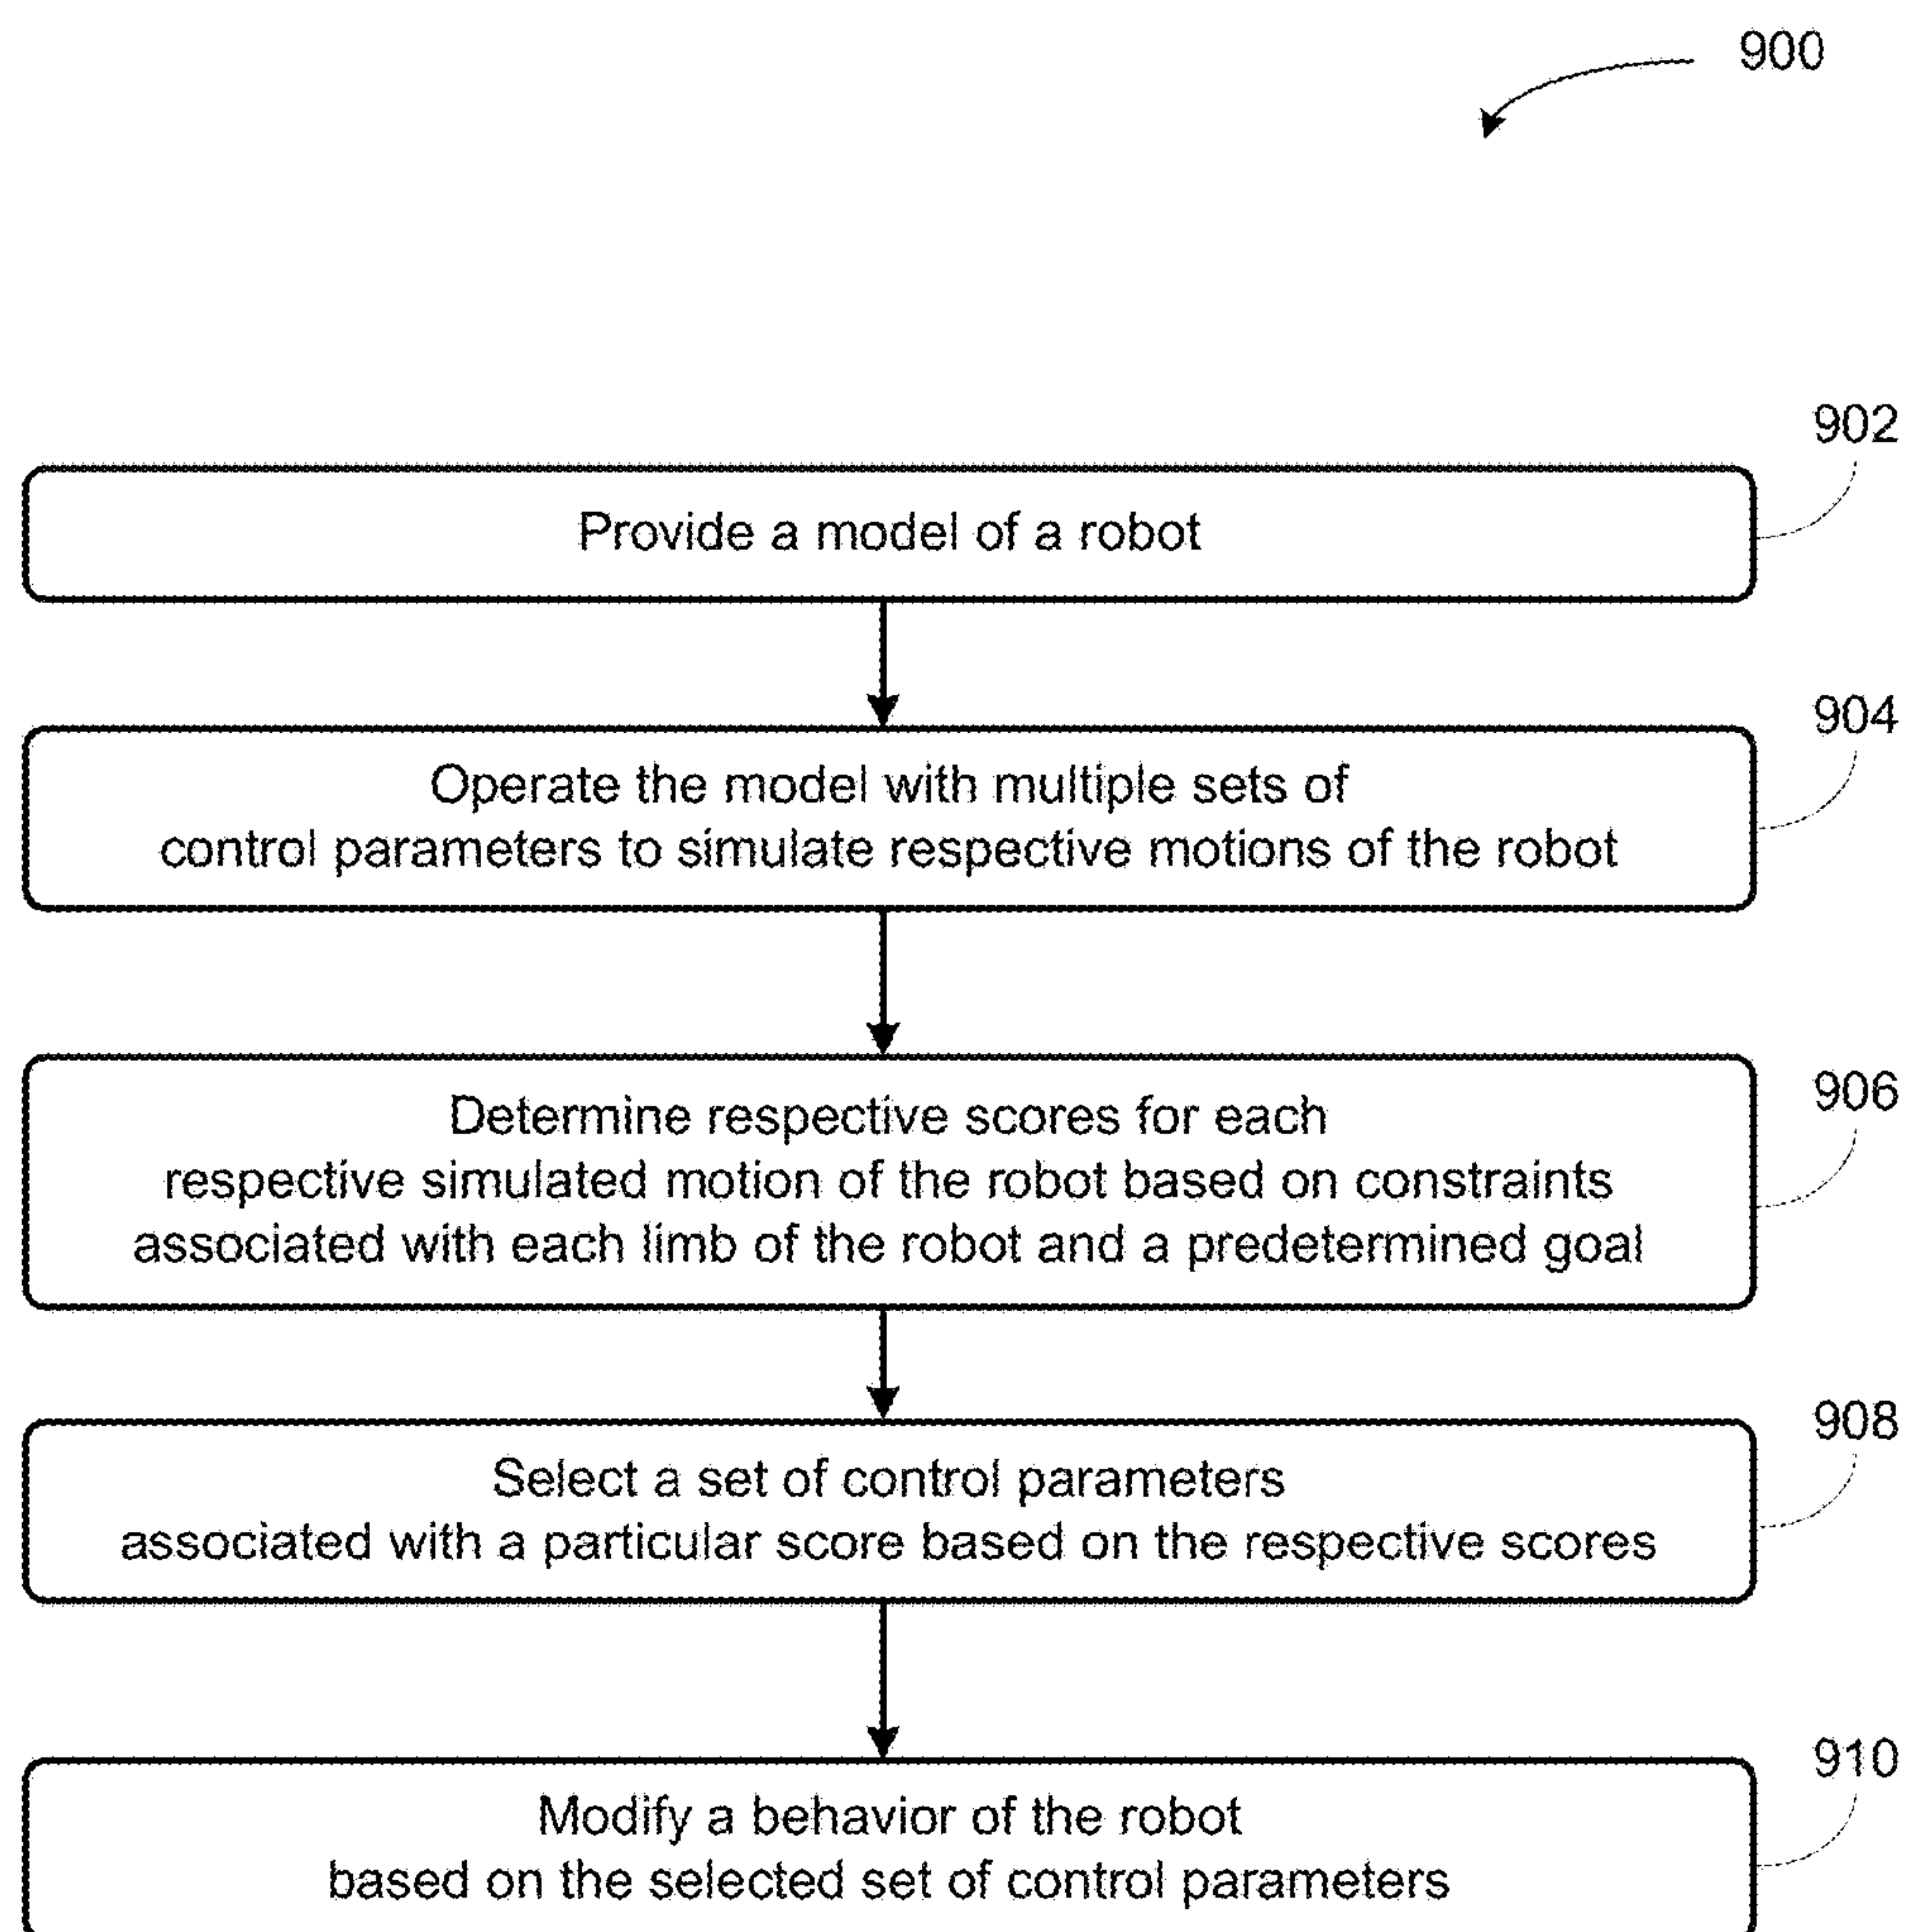 900
902
Provide a model of a robot
904
Operate the model with multiple sets of
control parameters to simulate respective motions of the robot
906
Determine respective scores for each
respective simulated motion of the robot based on constraints
associated with each limb of the robot and a predetermined goal
908
Select a set of control parameters
associated with a particular score based on the respective scores
910
Modify a behavior of the robot
based on the selected set of control parameters